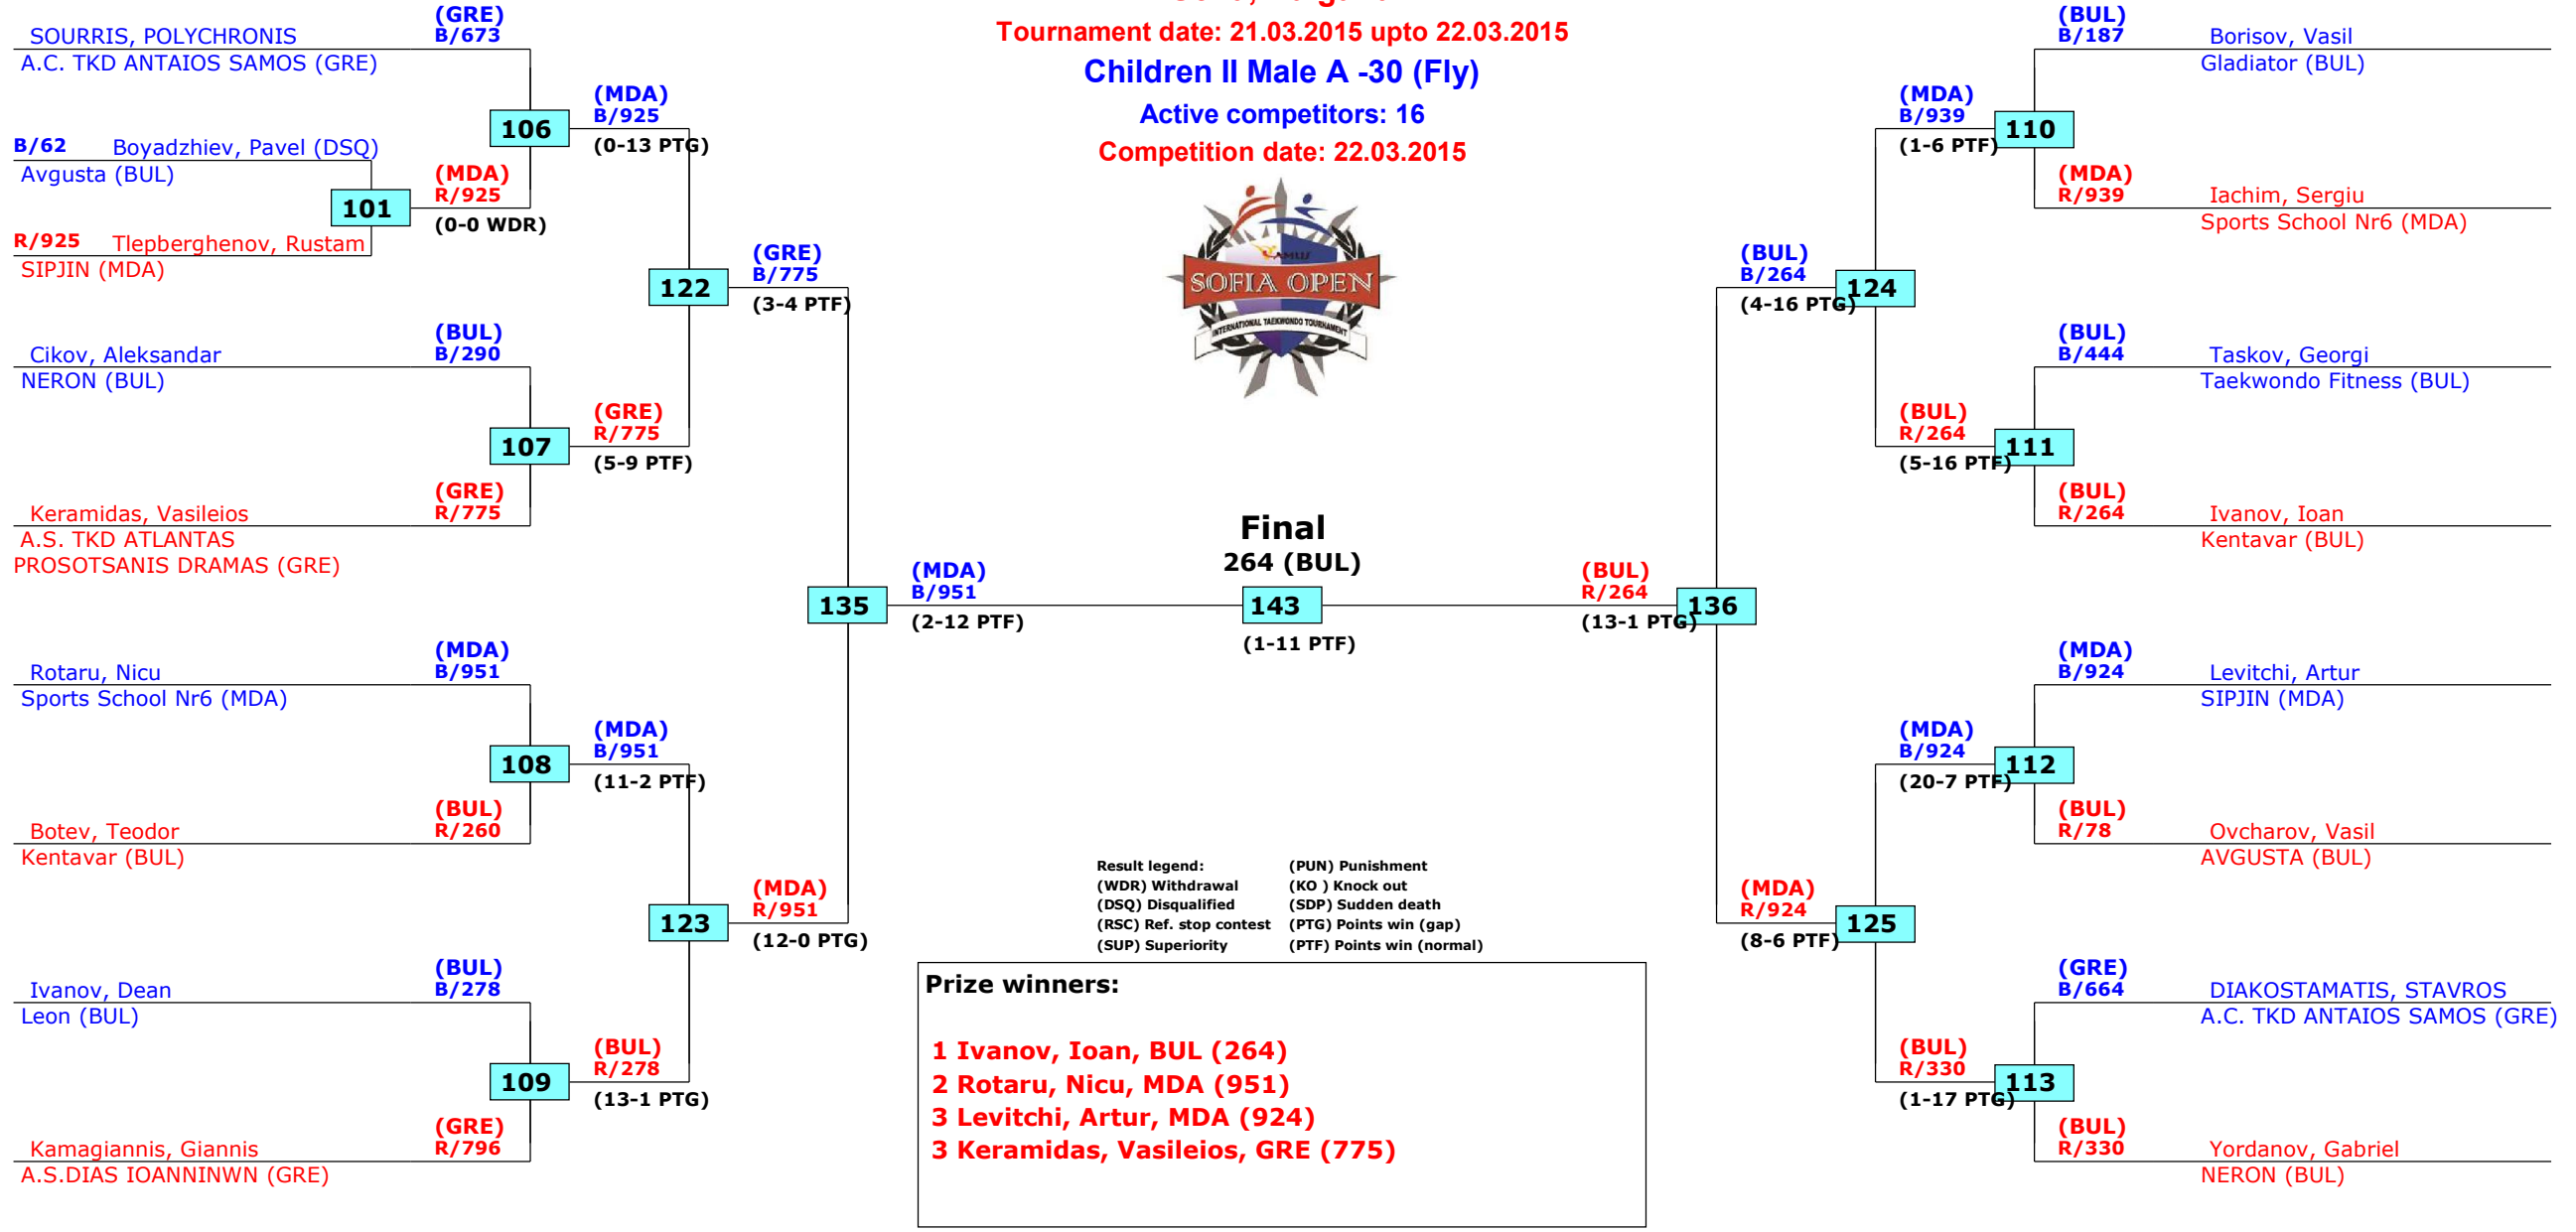 Tournament date: 21.03.2015 upto 22.03.2015
Children II Male A -30 (Fly)
Active competitors: 16
Competition date: 22.03.2015
SOFIA OPEN
INTERNATIONAL TAEKWONDO TOURNAMENT
(GRE)
SOURRIS, POLYCHRONIS B/673
A.C. TKD ANTAIOS SAMOS (GRE)
106
(MDA)
B/925
(0-13 PTG)
B/62 Boyadzhiev, Pavel (DSQ)
Avgusta (BUL)
101
(MDA)
R/925
(0-0 WDR)
R/925 Tlepberghenov, Rustam
SIPJIN (MDA)
122
(GRE)
B/775
(3-4 PTF)
(BUL)
Cikov, Aleksandar B/290
NERON (BUL)
107
(GRE)
R/775
(5-9 PTF)
(GRE)
Keramidas, Vasileios R/775
A.S. TKD ATLANTAS
PROSOTSANIS DRAMAS (GRE)
135
(MDA)
B/951
(2-12 PTF)
(MDA)
Rotaru, Nicu B/951
Sports School Nr6 (MDA)
108
(MDA)
B/951
(11-2 PTF)
(BUL)
Botev, Teodor R/260
Kentavar (BUL)
123
(MDA)
R/951
(12-0 PTG)
(BUL)
Ivanov, Dean B/278
Leon (BUL)
109
(BUL)
R/278
(13-1 PTG)
(GRE)
Kamagiannis, Giannis R/796
A.S.DIAS IOANNINWN (GRE)
Final
264 (BUL)
143
(1-11 PTF)
(BUL)
R/264
136
(13-1 PTG)
(BUL)
B/187 Borisov, Vasil
Gladiator (BUL)
(MDA)
B/939
110
(1-6 PTF)
(MDA)
R/939 Iachim, Sergiu
Sports School Nr6 (MDA)
(BUL)
B/264
124
(4-16 PTG)
(BUL)
B/444 Taskov, Georgi
Taekwondo Fitness (BUL)
(BUL)
R/264
111
(5-16 PTF)
(BUL)
R/264 Ivanov, Ioan
Kentavar (BUL)
(MDA)
B/924 Levitchi, Artur
SIPJIN (MDA)
(MDA)
B/924
112
(20-7 PTF)
(BUL)
R/78 Ovcharov, Vasil
AVGUSTA (BUL)
(MDA)
R/924
125
(8-6 PTF)
(GRE)
B/664 DIAKOSTAMATIS, STAVROS
A.C. TKD ANTAIOS SAMOS (GRE)
(BUL)
R/330
113
(1-17 PTG)
(BUL)
R/330 Yordanov, Gabriel
NERON (BUL)
Result legend: (PUN) Punishment
(WDR) Withdrawal (KO ) Knock out
(DSQ) Disqualified (SDP) Sudden death
(RSC) Ref. stop contest (PTG) Points win (gap)
(SUP) Superiority (PTF) Points win (normal)
Prize winners:
1 Ivanov, Ioan, BUL (264)
2 Rotaru, Nicu, MDA (951)
3 Levitchi, Artur, MDA (924)
3 Keramidas, Vasileios, GRE (775)